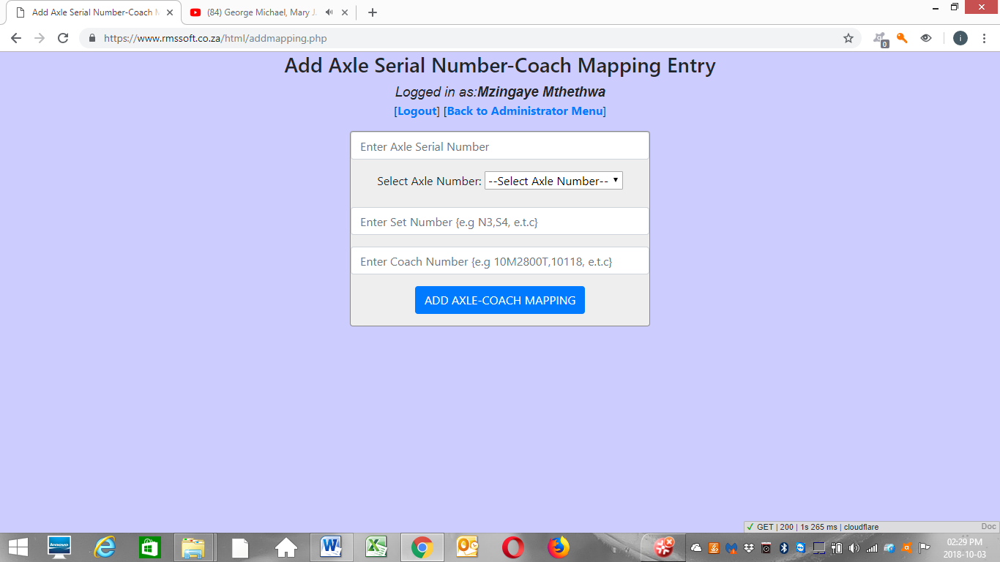 Add Axle Serial Number-Coach M
(84) George Michael, Mary J.
https://www.rmssoft.co.za/html/addmapping.php
0
i
Add Axle Serial Number-Coach Mapping Entry
Logged in as:Mzingaye Mthethwa
[Logout] [Back to Administrator Menu]
Enter Axle Serial Number
Select Axle Number: --Select Axle Number--
Enter Set Number {e.g N3,S4, e.t.c}
Enter Coach Number {e.g 10M2800T,10118, e.t.c}
ADD AXLE-COACH MAPPING
GET | 200 | 1s 265 ms | cloudflare
Doc
lenovo
02:29 PM
2018-10-03